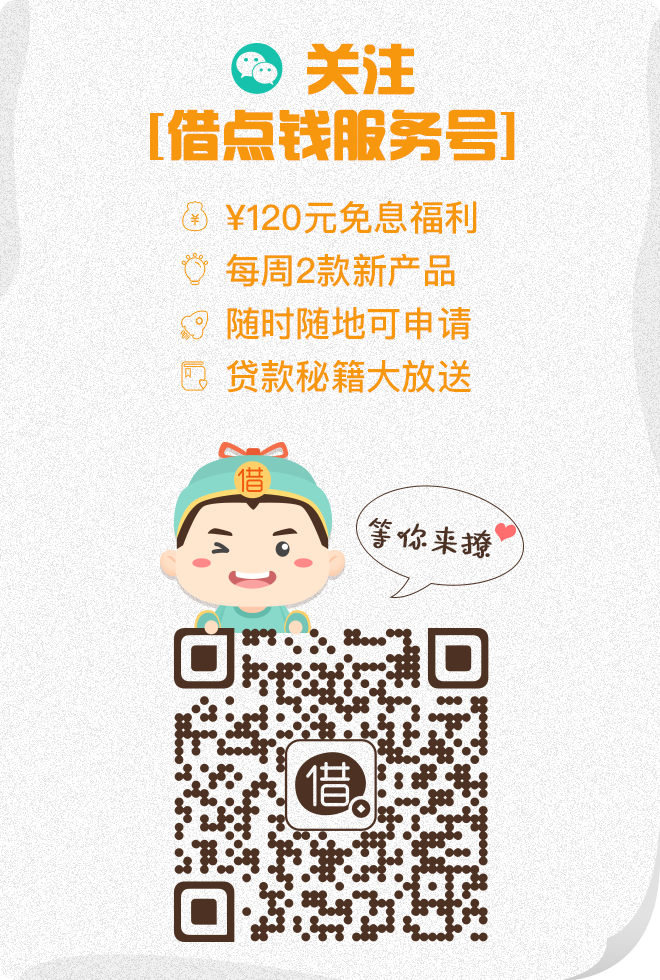 关注
[借点钱服务号]
¥120元免息福利
每周2款新产品
随时随地可申请
贷款秘籍大放送
借
等你来撩
借